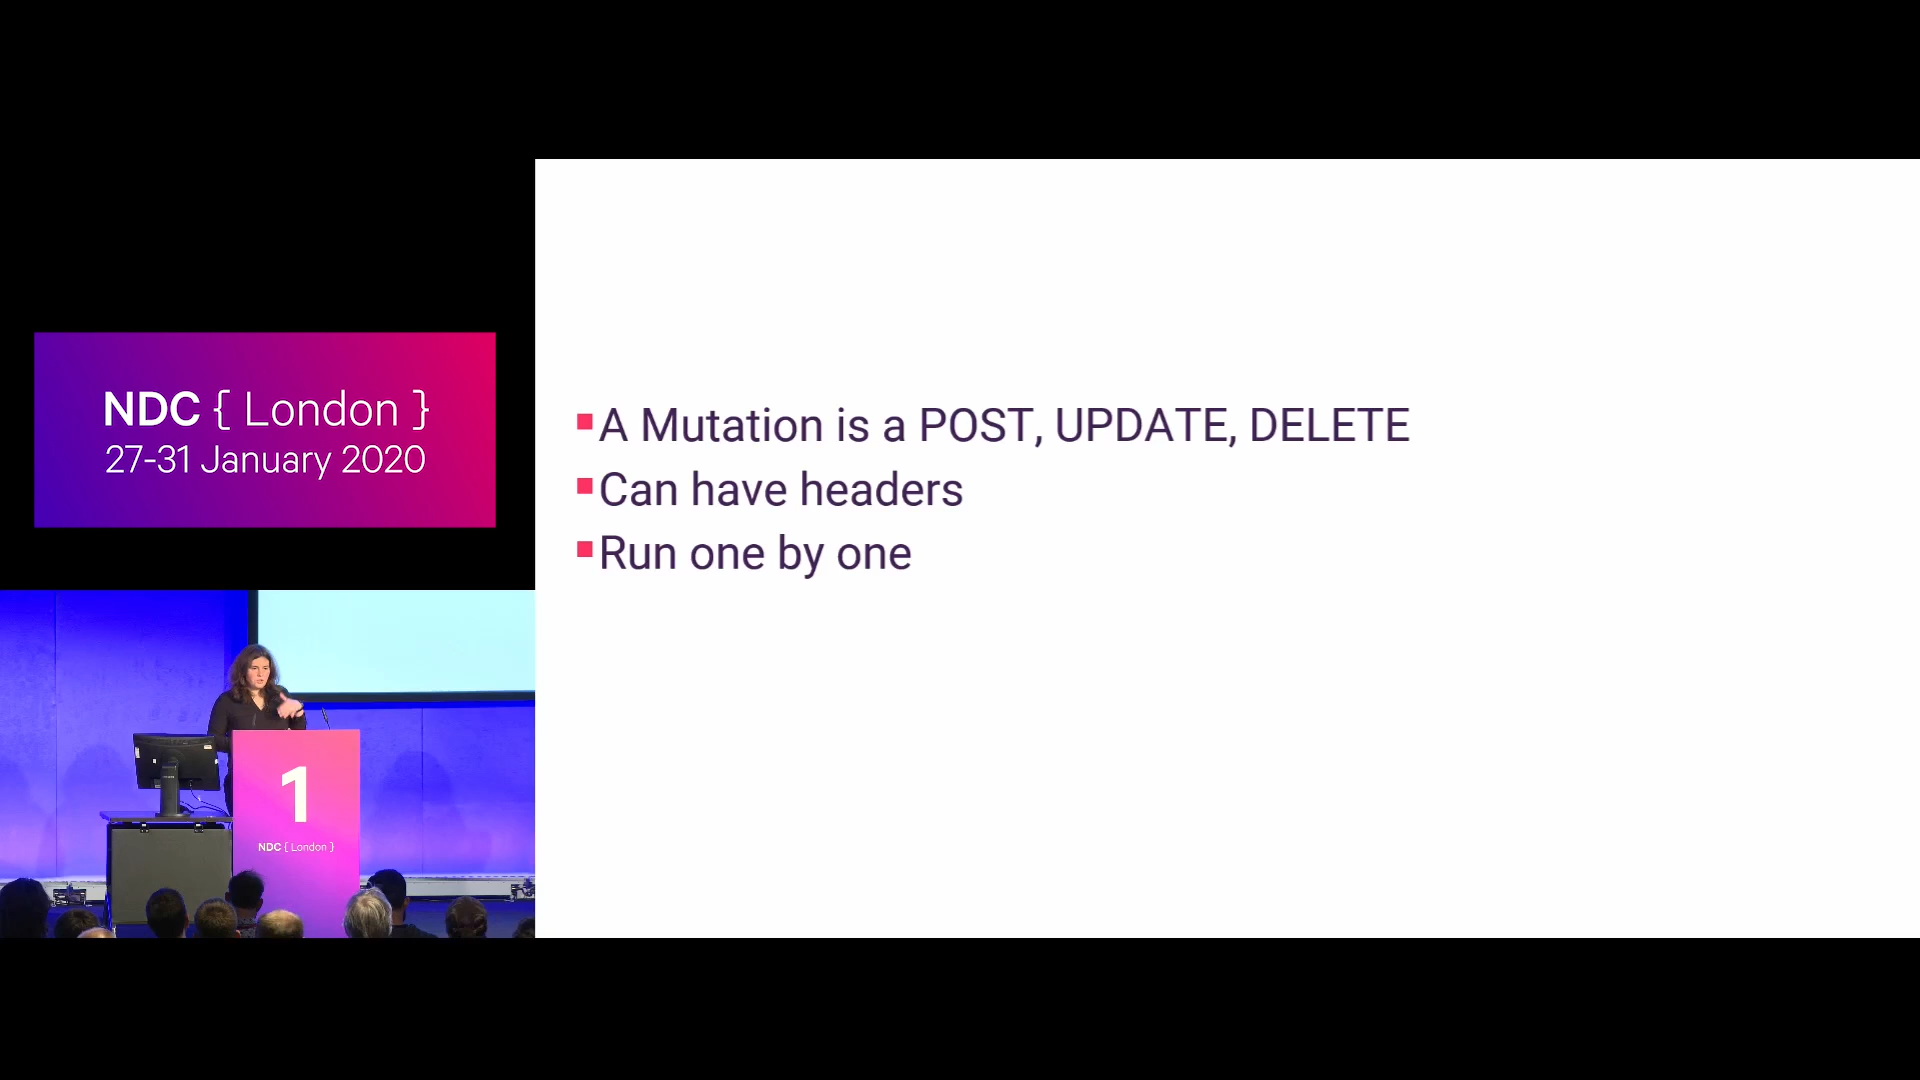 NDC { London }
27-31 January 2020
A Mutation is a POST, UPDATE, DELETE
Can have headers
Run one by one
1
NDC { London }